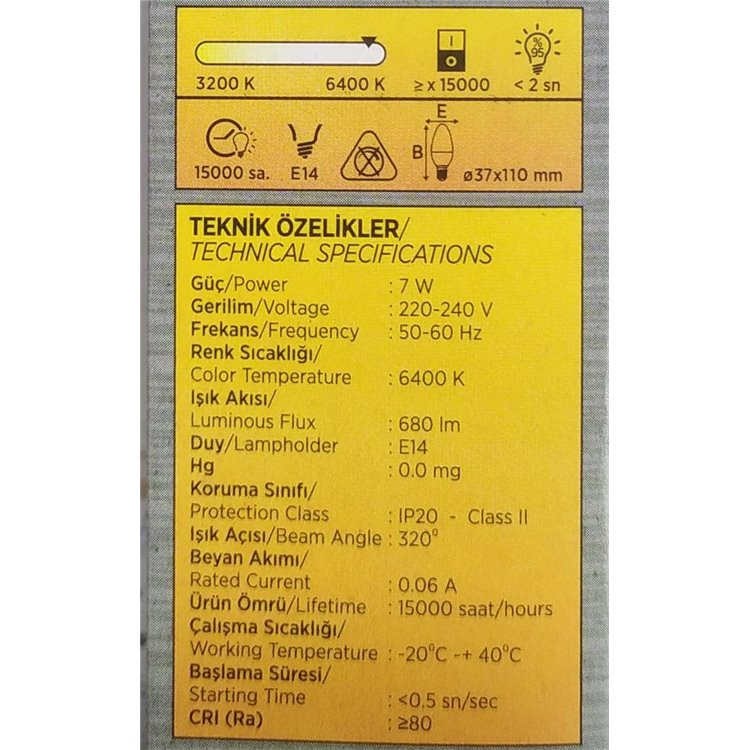 3200 K 6400 K ≥ x 15000 % 95 < 2 sn
15000 sa. E14 B E ø37x110 mm
TEKNİK ÖZELİKLER/
TECHNICAL SPECIFICATIONS
Güç/Power : 7 W
Gerilim/Voltage : 220-240 V
Frekans/Frequency : 50-60 Hz
Renk Sıcaklığı/
Color Temperature : 6400 K
Işık Akısı/
Luminous Flux : 680 lm
Duy/Lampholder : E14
Hg : 0.0 mg
Koruma Sınıfı/
Protection Class : IP20 - Class II
Işık Açısı/Beam Angle : 320⁰
Beyan Akımı/
Rated Current : 0.06 A
Ürün Ömrü/Lifetime : 15000 saat/hours
Çalışma Sıcaklığı/
Working Temperature : -20⁰C -+ 40⁰C
Başlama Süresi/
Starting Time : <0.5 sn/sec
CRI (Ra) : ≥80